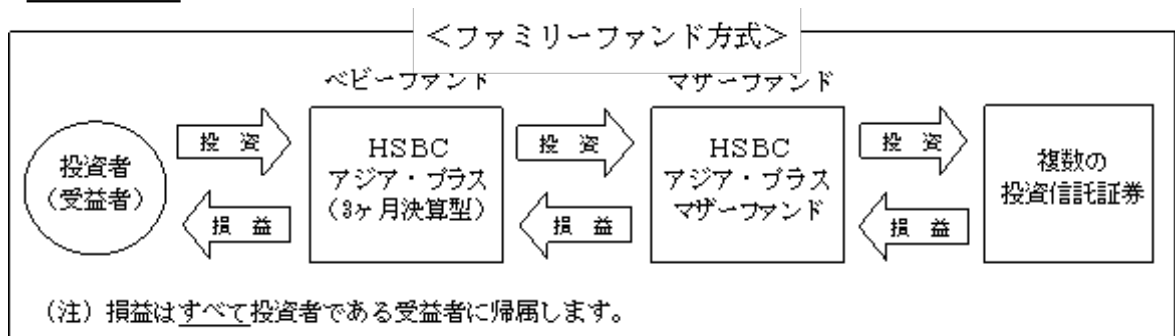 ＜ファミリーファンド方式＞
ベビーファンド
マザーファンド
投資者
（受益者）
投 資
損 益
HSBC
アジア・プラス
（3ヶ月決算型）
投 資
損 益
HSBC
アジア・プラス
マザーファンド
投 資
損 益
複数の
投資信託証券
（注）損益はすべて投資者である受益者に帰属します。